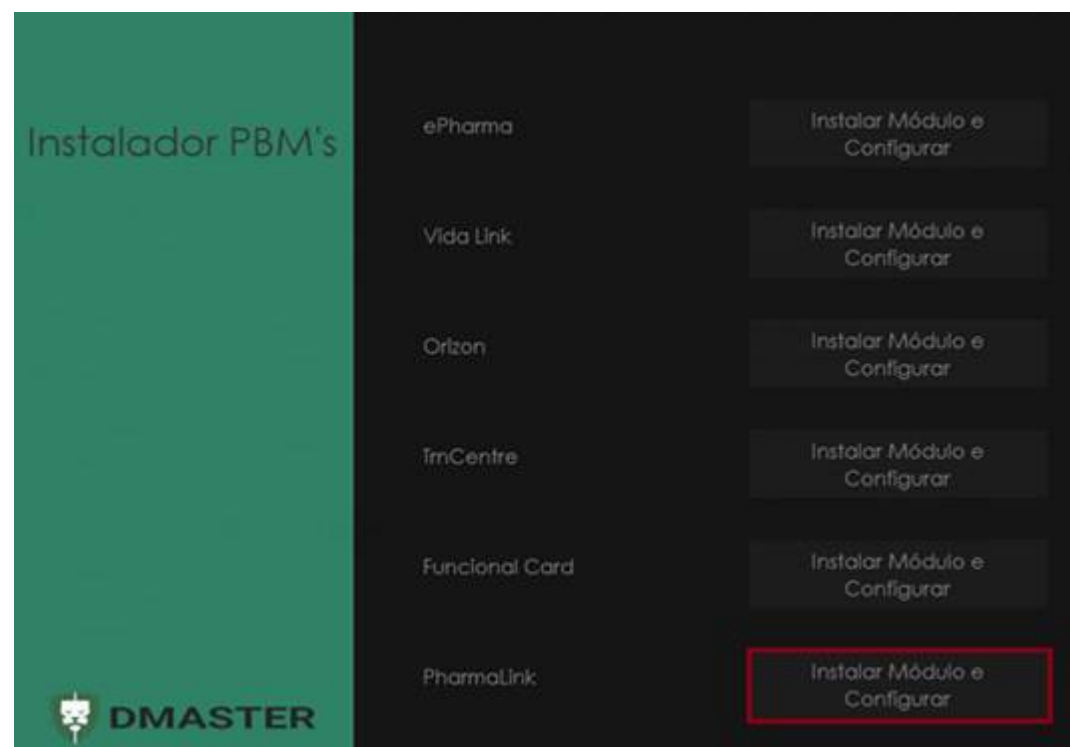 Instalador PBM's
ePharma
Instalar Módulo e
Configurar
Vida Link
Instalar Módulo e
Configurar
Orizon
Instalar Módulo e
Configurar
TrnCentre
Instalar Módulo e
Configurar
Funcional Card
Instalar Módulo e
Configurar
PharmaLink
Instalar Módulo e
Configurar
DMASTER